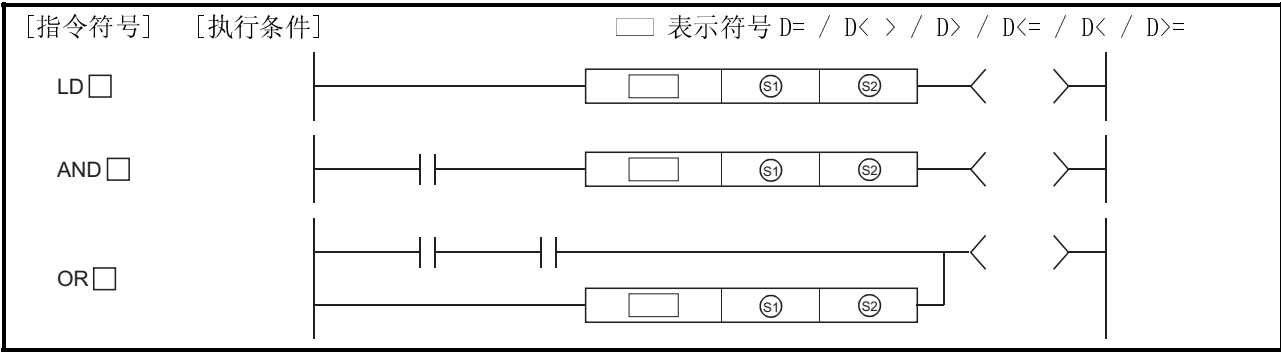 [指令符号] [执行条件] □ 表示符号 D= / D< > / D> / D<= / D< / D>=
LD□ □ S1 S2
AND□ □ S1 S2
OR□ □ S1 S2